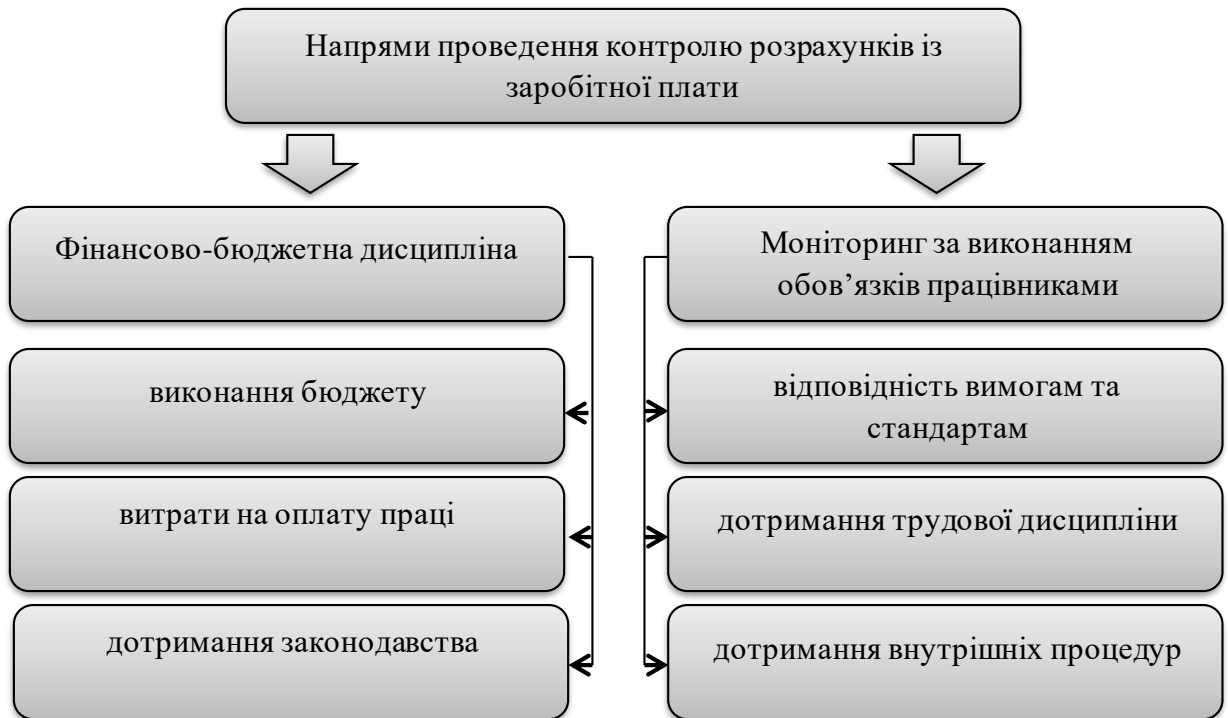 Напрями проведення контролю розрахунків із
заробітної плати
Фінансово-бюджетна дисципліна
виконання бюджету
витрати на оплату праці
дотримання законодавства
Моніторинг за виконанням
обов’язків працівниками
відповідність вимогам та
стандартам
дотримання трудової дисципліни
дотримання внутрішніх процедур